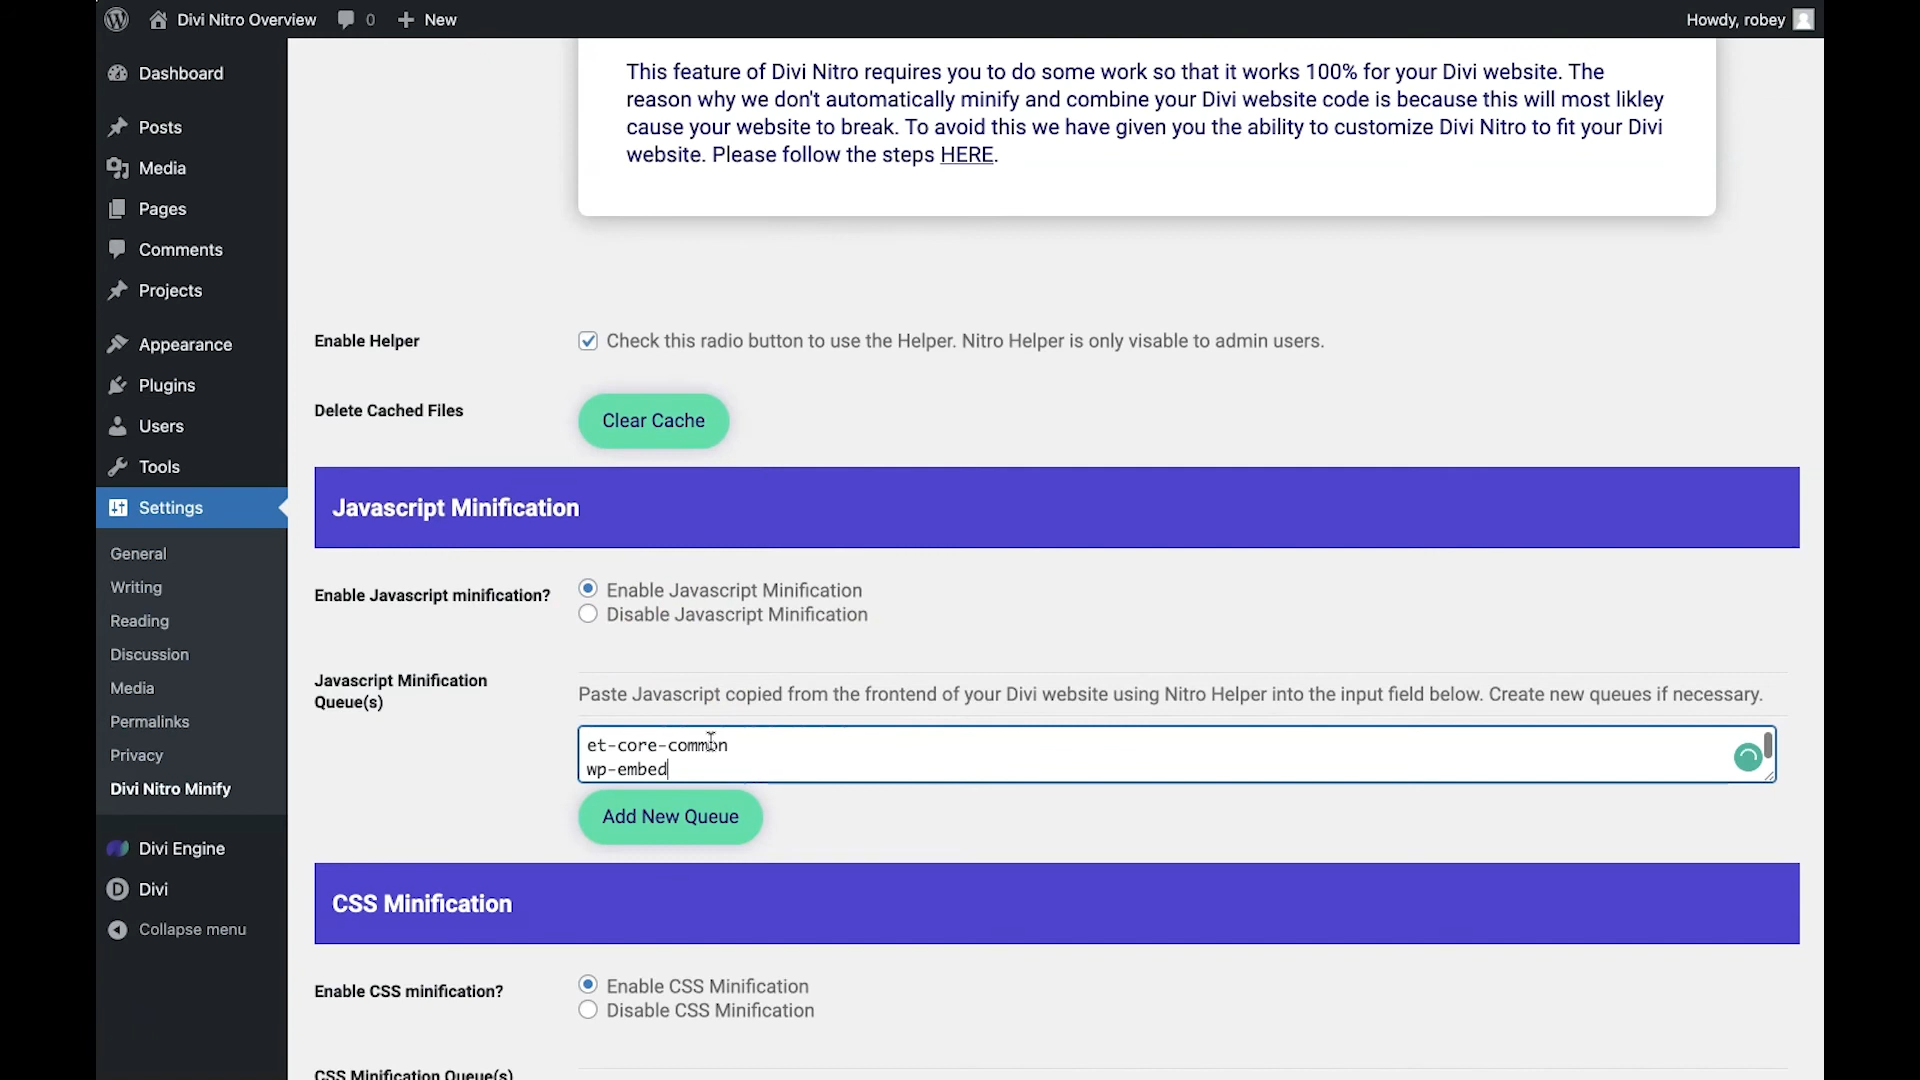 Divi Nitro Overview
0
New
Howdy, robey
Dashboard
Posts
Media
Pages
Comments
Projects
Appearance
Plugins
Users
Tools
Settings
General
Writing
Reading
Discussion
Media
Permalinks
Privacy
Divi Nitro Minify
Divi Engine
D
Divi
Collapse menu
This feature of Divi Nitro requires you to do some work so that it works 100% for your Divi website. The
reason why we don't automatically minify and combine your Divi website code is because this will most likley
cause your website to break. To avoid this we have given you the ability to customize Divi Nitro to fit your Divi
website. Please follow the steps HERE.
Enable Helper
Check this radio button to use the Helper. Nitro Helper is only visable to admin users.
Delete Cached Files
Clear Cache
Javascript Minification
Enable Javascript minification?
Enable Javascript Minification
Disable Javascript Minification
Javascript Minification
Queue(s)
Paste Javascript copied from the frontend of your Divi website using Nitro Helper into the input field below. Create new queues if necessary.
et-core-common
wp-embed
Add New Queue
CSS Minification
Enable CSS minification?
Enable CSS Minification
Disable CSS Minification
CSS Minification Queue(s)